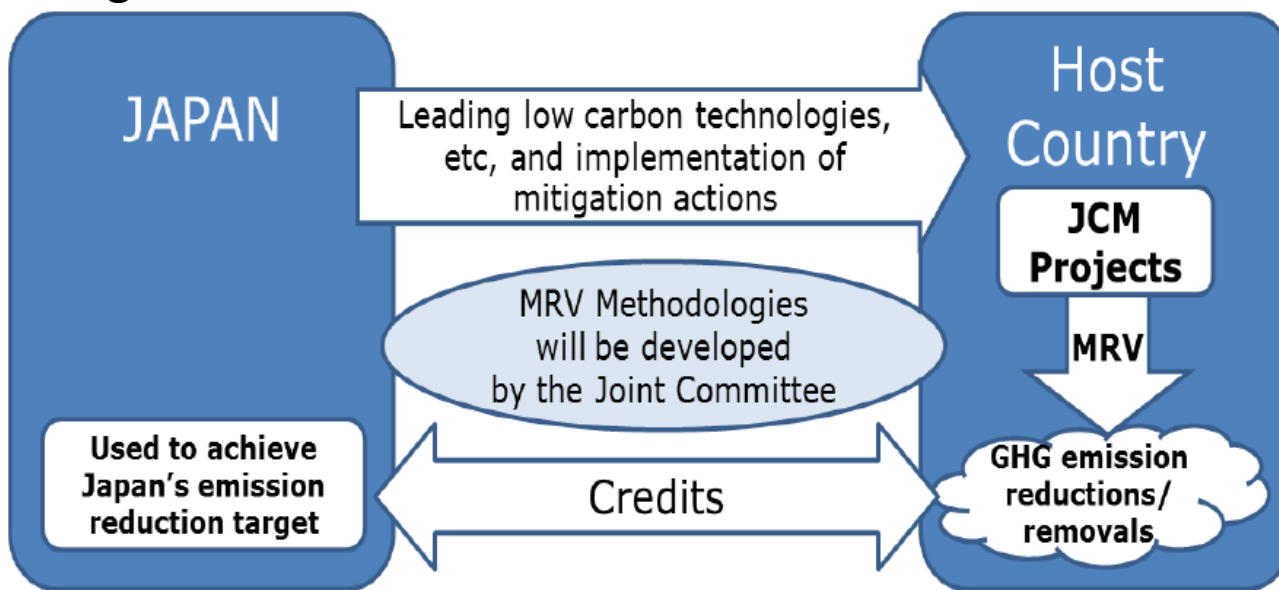 JAPAN
Leading low carbon technologies,
etc, and implementation of
mitigation actions
Host
Country
JCM
Projects
MRV Methodologies
will be developed
by the Joint Committee
MRV
Used to achieve
Japan's emission
reduction target
Credits
GHG emission
reductions/
removals